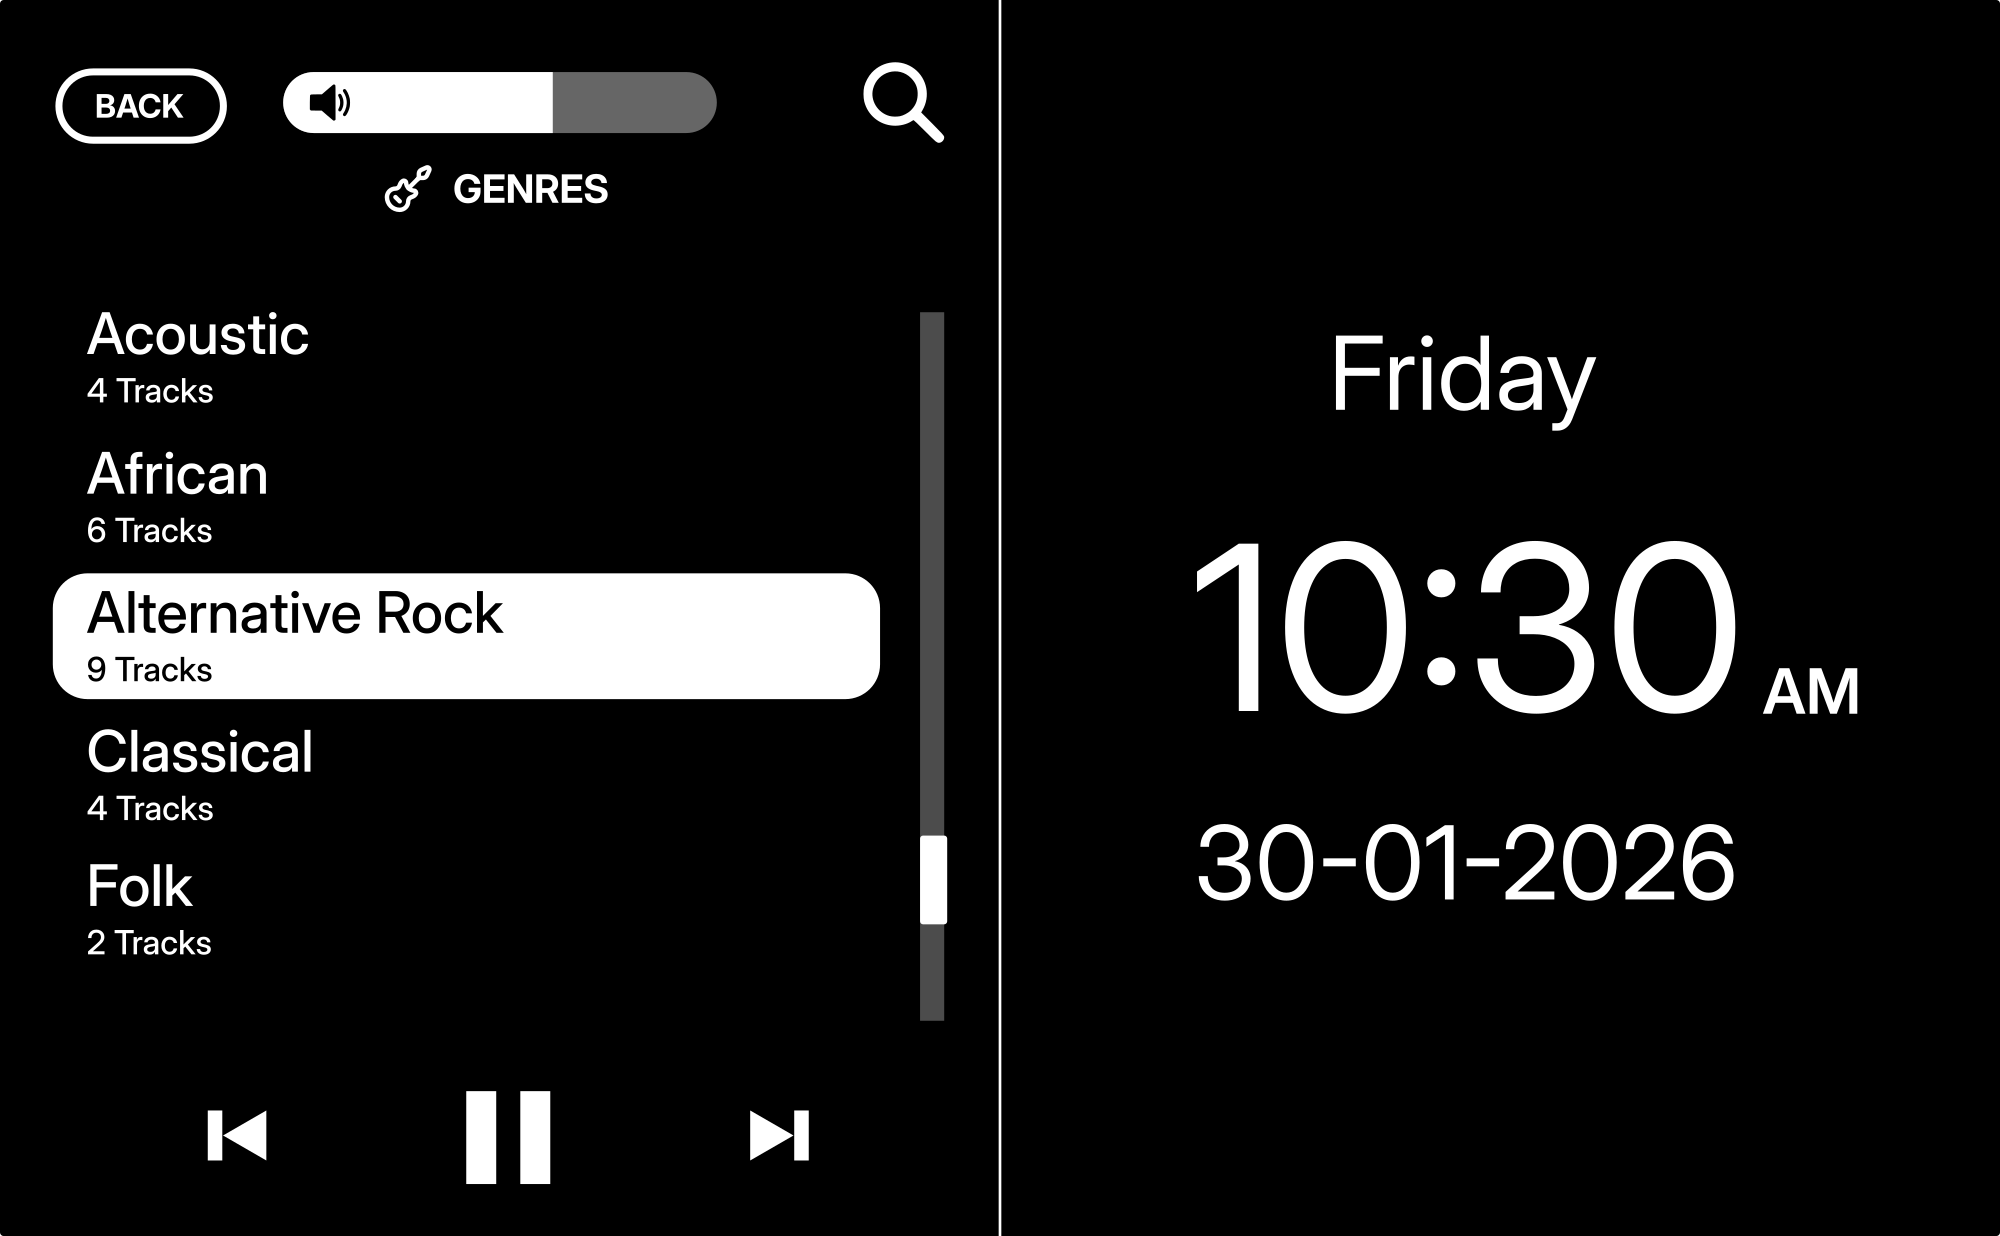 BACK
GENRES
Acoustic
4 Tracks
African
6 Tracks
Alternative Rock
9 Tracks
Classical
4 Tracks
Folk
2 Tracks
Friday
10:30 AM
30-01-2026